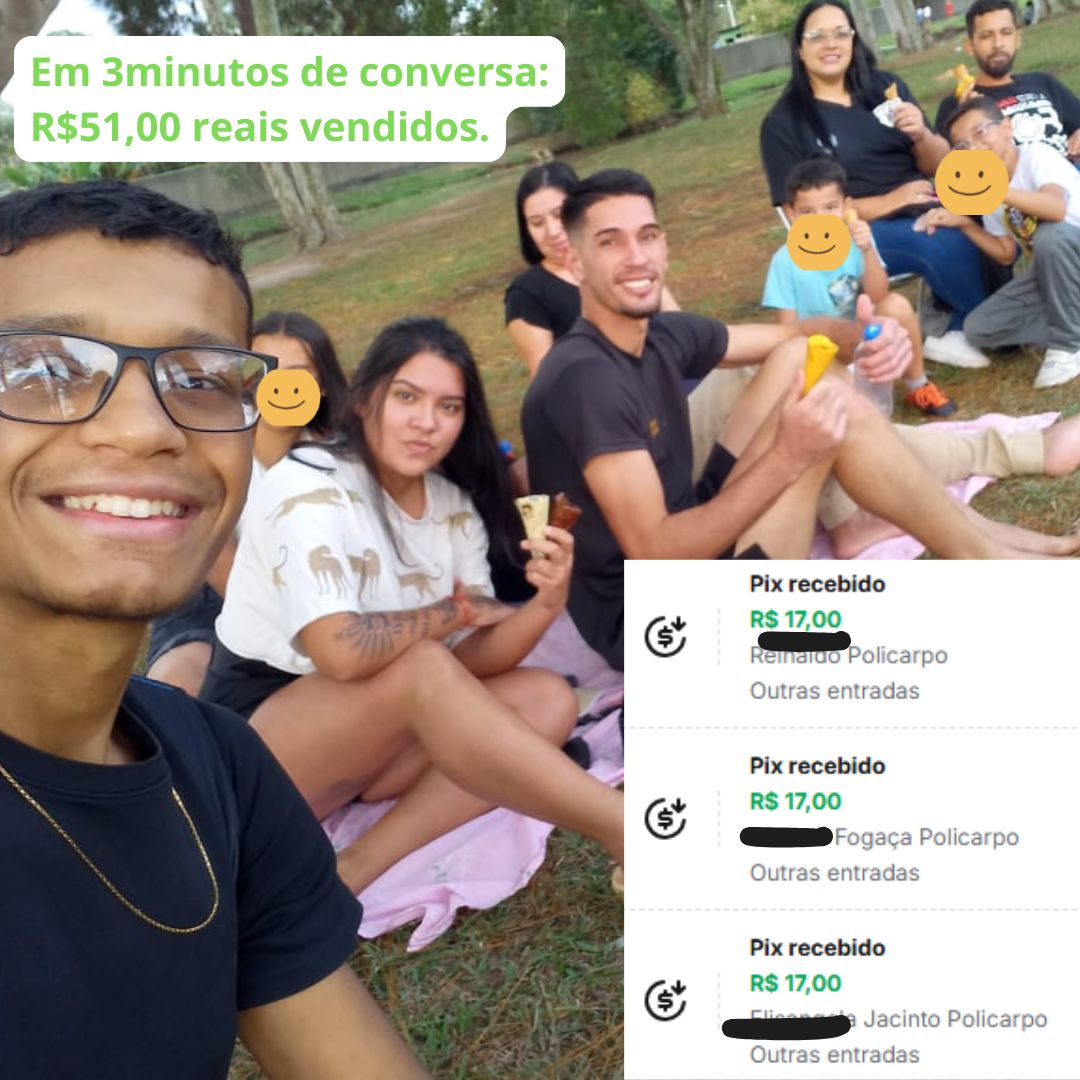 Em 3minutos de conversa:
R$51,00 reais vendidos.
Pix recebido
R$ 17,00
Reinaldo Policarpo
Outras entradas
Pix recebido
R$ 17,00
Fogaça Policarpo
Outras entradas
Pix recebido
R$ 17,00
Jacinto Policarpo
Outras entradas